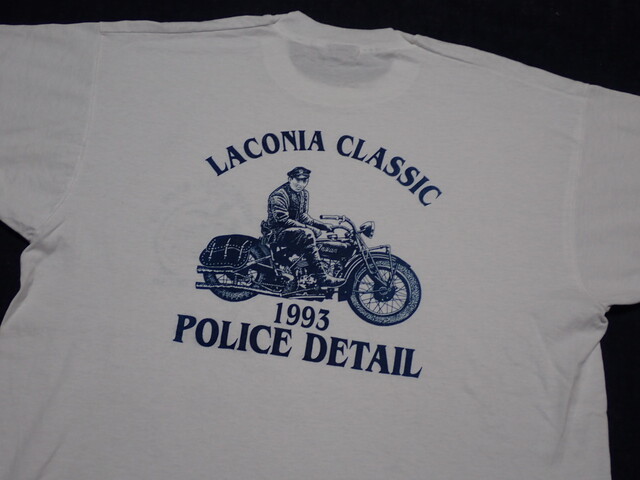 LACONIA CLASSIC
1993
POLICE DETAIL